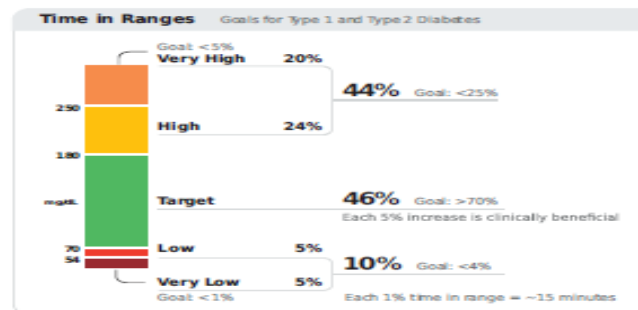 Time in Ranges Goals for Type 1 and Type 2 Diabetes
Goal: <5%
Very High 20%
44% Goal: <25%
250
High 24%
180
mg/dL Target 46% Goal: >70%
Each 5% increase is clinically beneficial
70
Low 5%
54
10% Goal: <4%
Very Low 5%
Goal: <1%
Each 1% time in range = ~15 minutes